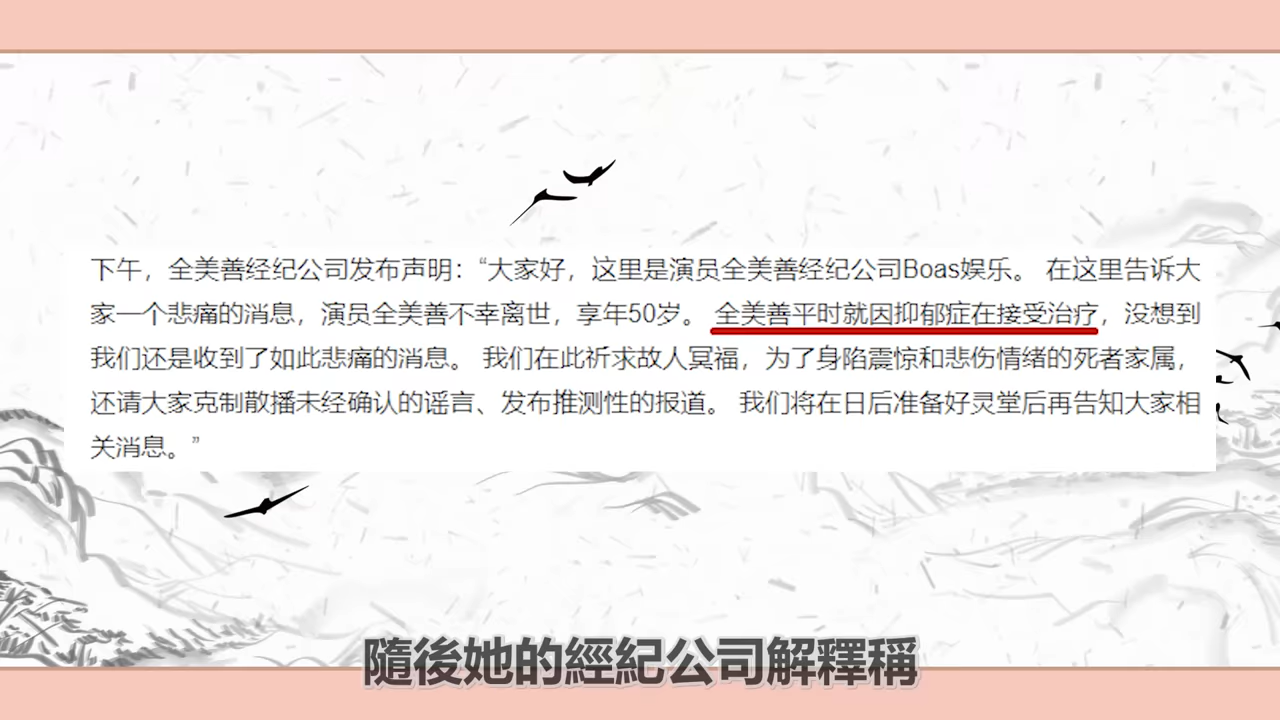 下午，全美善经纪公司发布声明：“大家好，这里是演员全美善经纪公司Boas娱乐。 在这里告诉大
家一个悲痛的消息，演员全美善不幸离世，享年50岁。 全美善平时就因抑郁症在接受治疗，没想到
我们还是收到了如此悲痛的消息。 我们在此祈求故人冥福，为了身陷震惊和悲伤情绪的死者家属，
还请大家克制散播未经确认的谣言、发布推测性的报道。 我们将在日后准备好灵堂后再告知大家相
关消息。”
隨後她的經紀公司解釋稱